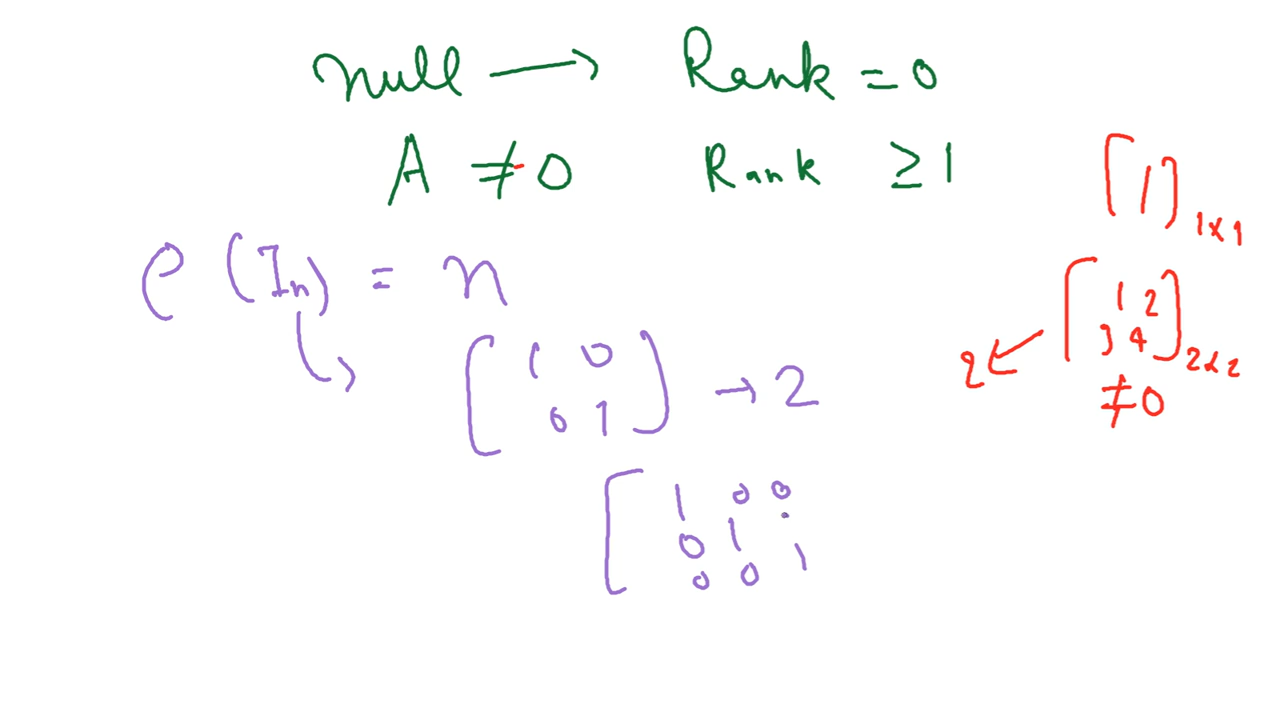 Null → Rank = 0
A ≠ 0 Rank ≥ 1
[1] 1x1
ρ (In) = n
[1 2
3 4] 2x2
2 ←
≠ 0
[1 0
0 1] → 2
[1 0 0
0 1 .
0 0 1